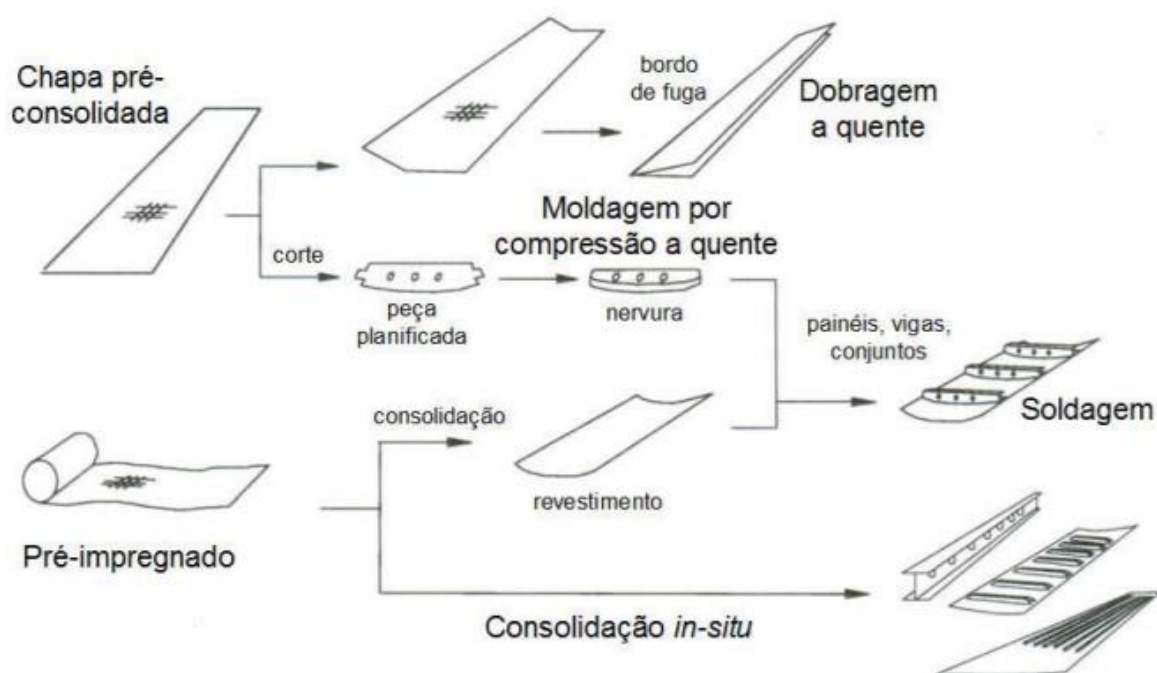 Chapa pré-
consolidada
bordo
de fuga
Dobragem
a quente
corte
Moldagem por
compressão a quente
peça
planificada
nervura
painéis, vigas,
conjuntos
Soldagem
consolidação
revestimento
Pré-impregnado
Consolidação in-situ